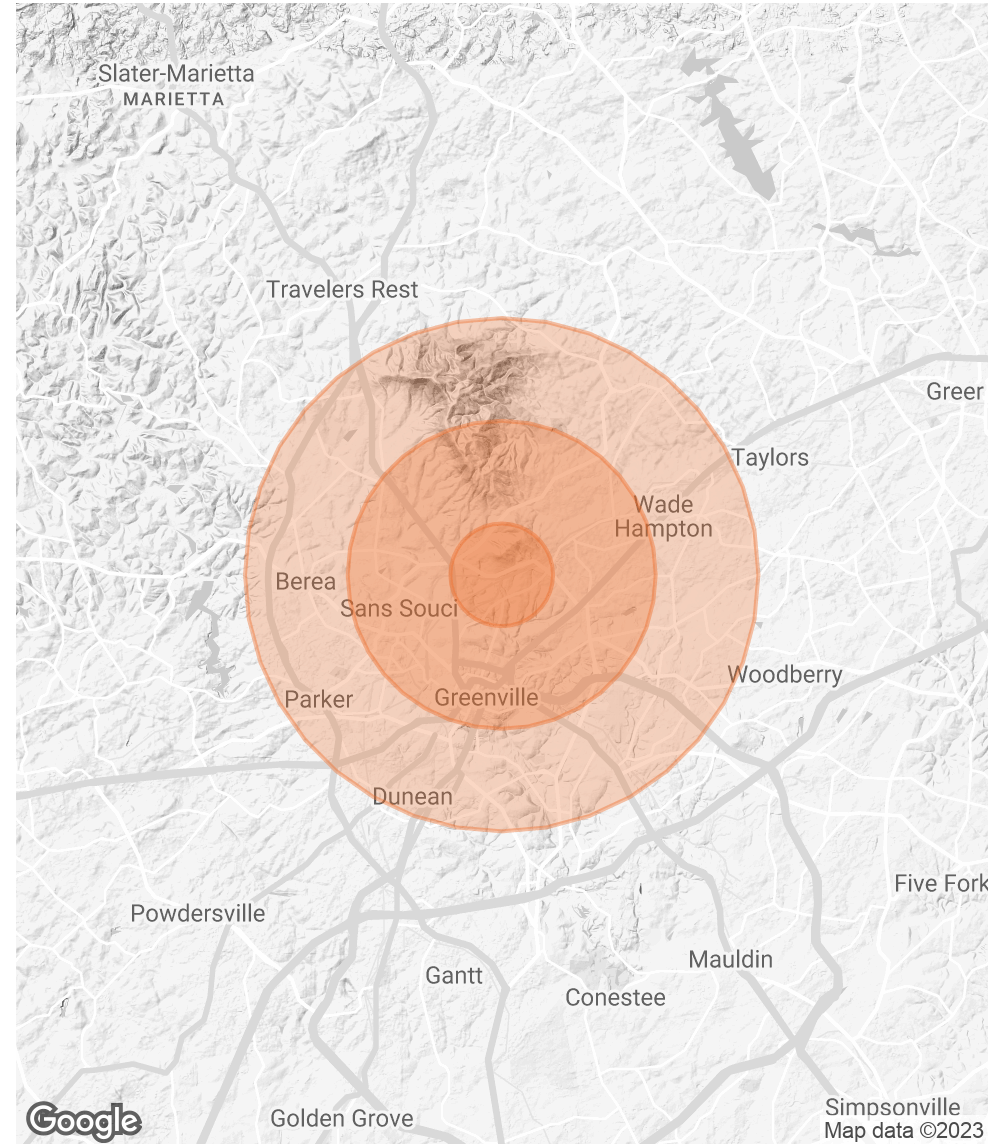 Slater-Marietta
MARIETTA
Travelers Rest
Greer
Taylors
Wade
Hampton
Berea
Sans Souci
Woodberry
Parker
Greenville
Dunean
Five Fork
Powdersville
Mauldin
Gantt
Conestee
Simpsonville
Golden Grove
Google
Map data ©2023